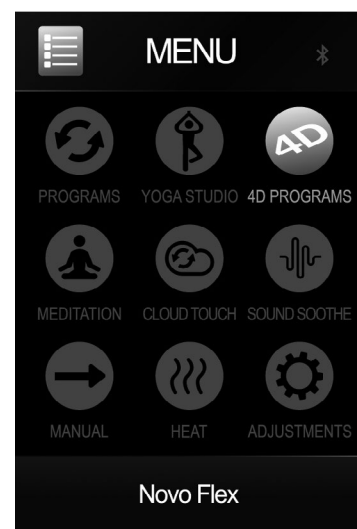 MENU
4D
PROGRAMS YOGA STUDIO 4D PROGRAMS
MEDITATION CLOUD TOUCH SOUND SOOTHE
MANUAL HEAT ADJUSTMENTS
Novo Flex